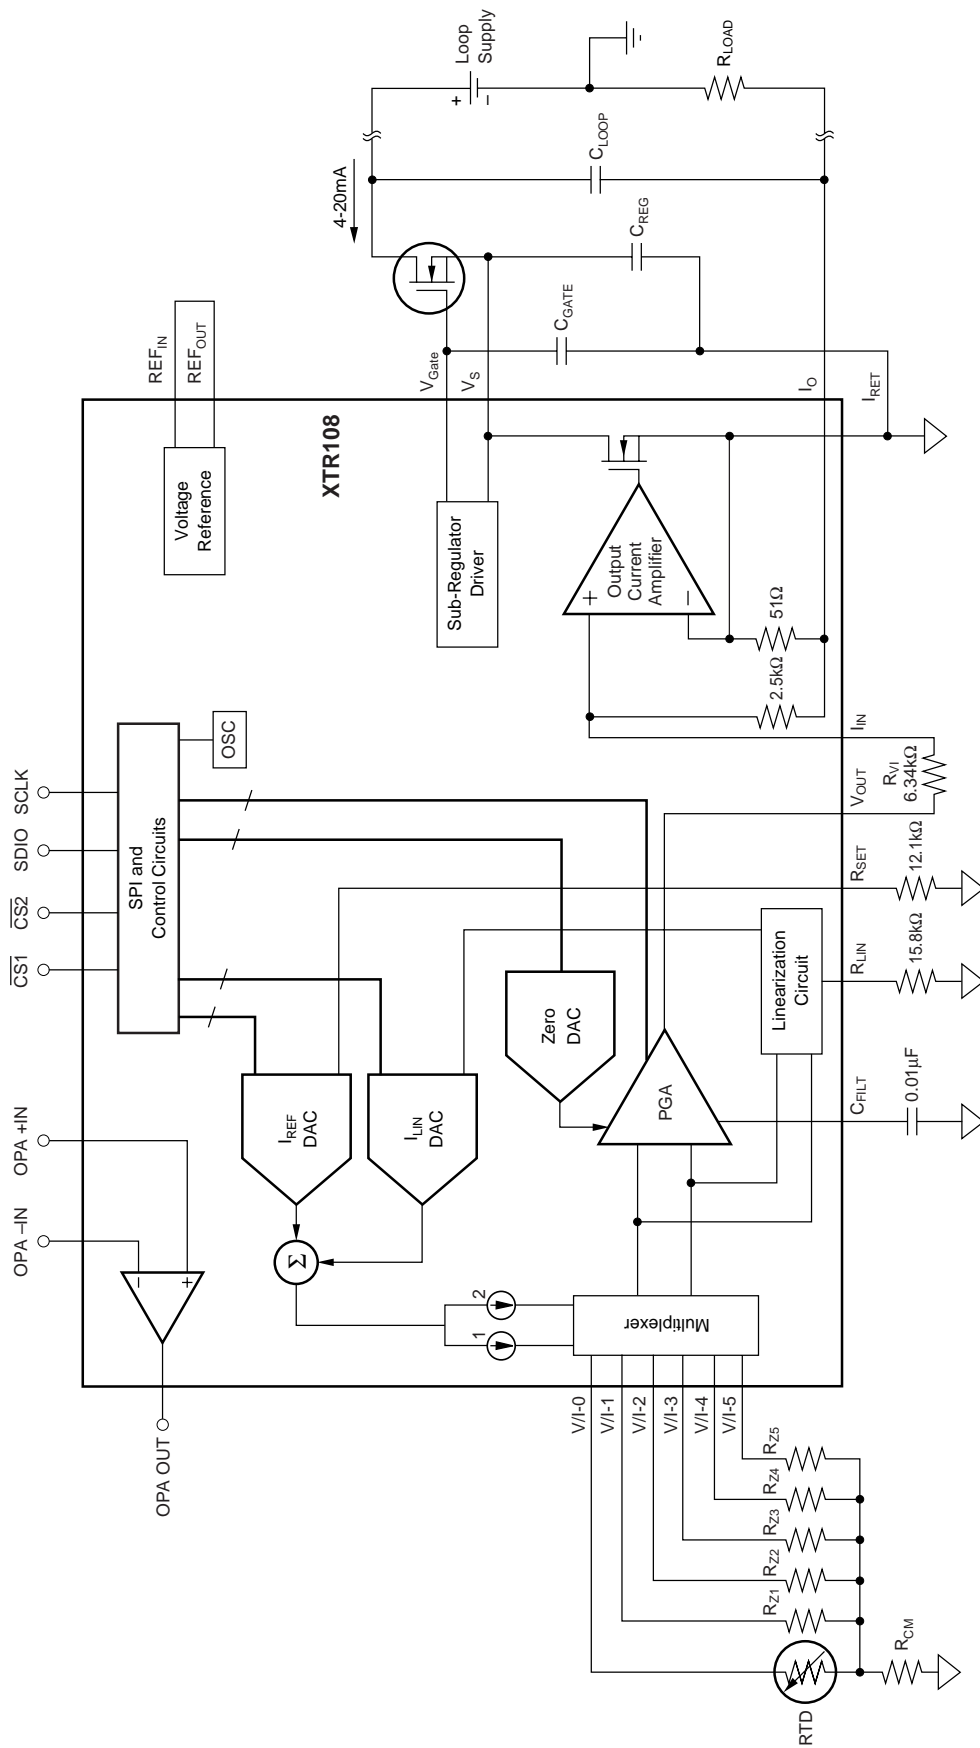 OPA –IN
OPA +IN
CS1
CS2
SDIO
SCLK
OPA OUT
–
+
SPI and
Control Circuits
OSC
Voltage
Reference
REFIN
REFOUT
XTR108
4-20mA
+
–
Loop
Supply
IREF
DAC
ILIN
DAC
Σ
Zero
DAC
1
2
Multiplexer
PGA
Linearization
Circuit
Sub-Regulator
Driver
VGate
VS
CGATE
CREG
CLOOP
RLOAD
+
–
Output
Current
Amplifier
2.5kΩ
51Ω
IO
IRET
V/I-0
V/I-1
V/I-2
V/I-3
V/I-4
V/I-5
RZ1
RZ2
RZ3
RZ4
RZ5
RTD
RCM
CFILT
0.01µF
RLIN
15.8kΩ
RSET
12.1kΩ
VOUT
IIN
RVI
6.34kΩ